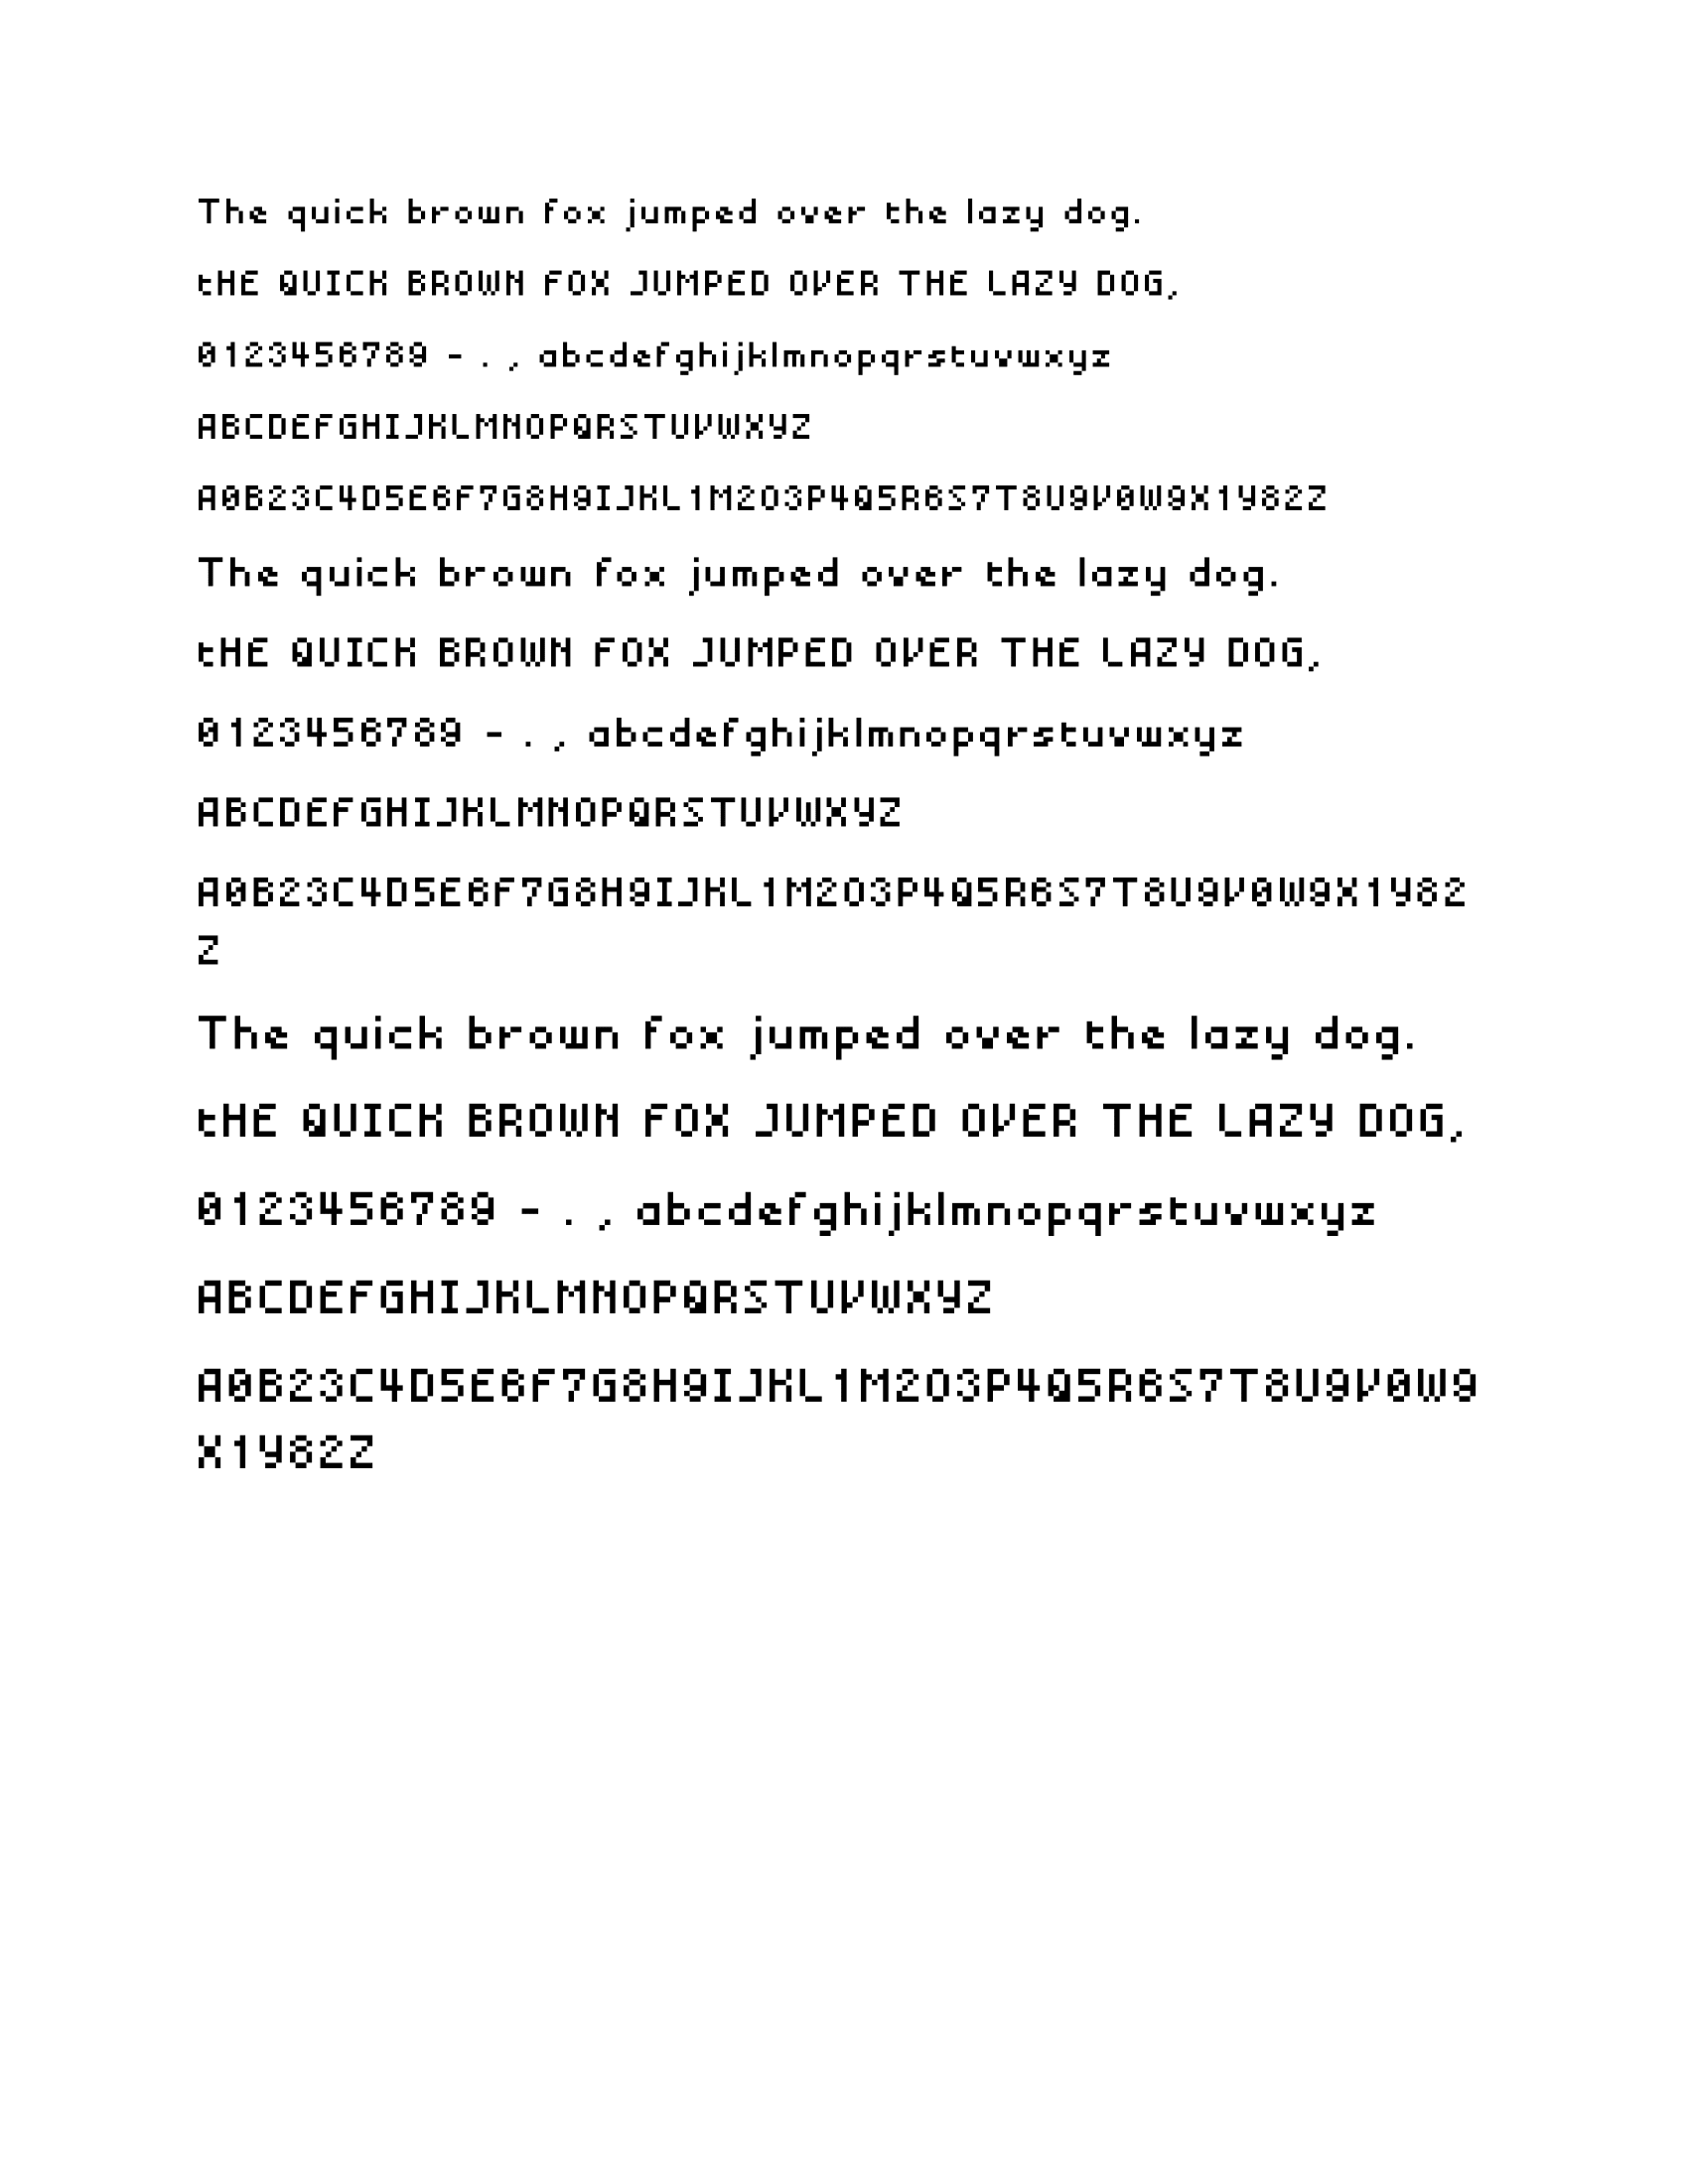 The quick brown fox jumped over the lazy dog.
tHE QUICK BROWN FOX JUMPED OVER THE LAZY DOG,
0123456789 - . , abcdefghijklmnopqrstuvwxyz
ABCDEFGHIJKLMNOPQRSTUVWXYZ
A0B23C4D5E6F7G8H9IJKL1M2O3P4Q5R6S7T8U9V0W9X1Y82Z
The quick brown fox jumped over the lazy dog.
tHE QUICK BROWN FOX JUMPED OVER THE LAZY DOG,
0123456789 - . , abcdefghijklmnopqrstuvwxyz
ABCDEFGHIJKLMNOPQRSTUVWXYZ
A0B23C4D5E6F7G8H9IJKL1M2O3P4Q5R6S7T8U9V0W9X1Y82
Z
The quick brown fox jumped over the lazy dog.
tHE QUICK BROWN FOX JUMPED OVER THE LAZY DOG,
0123456789 - . , abcdefghijklmnopqrstuvwxyz
ABCDEFGHIJKLMNOPQRSTUVWXYZ
A0B23C4D5E6F7G8H9IJKL1M2O3P4Q5R6S7T8U9V0W9
X1Y82Z